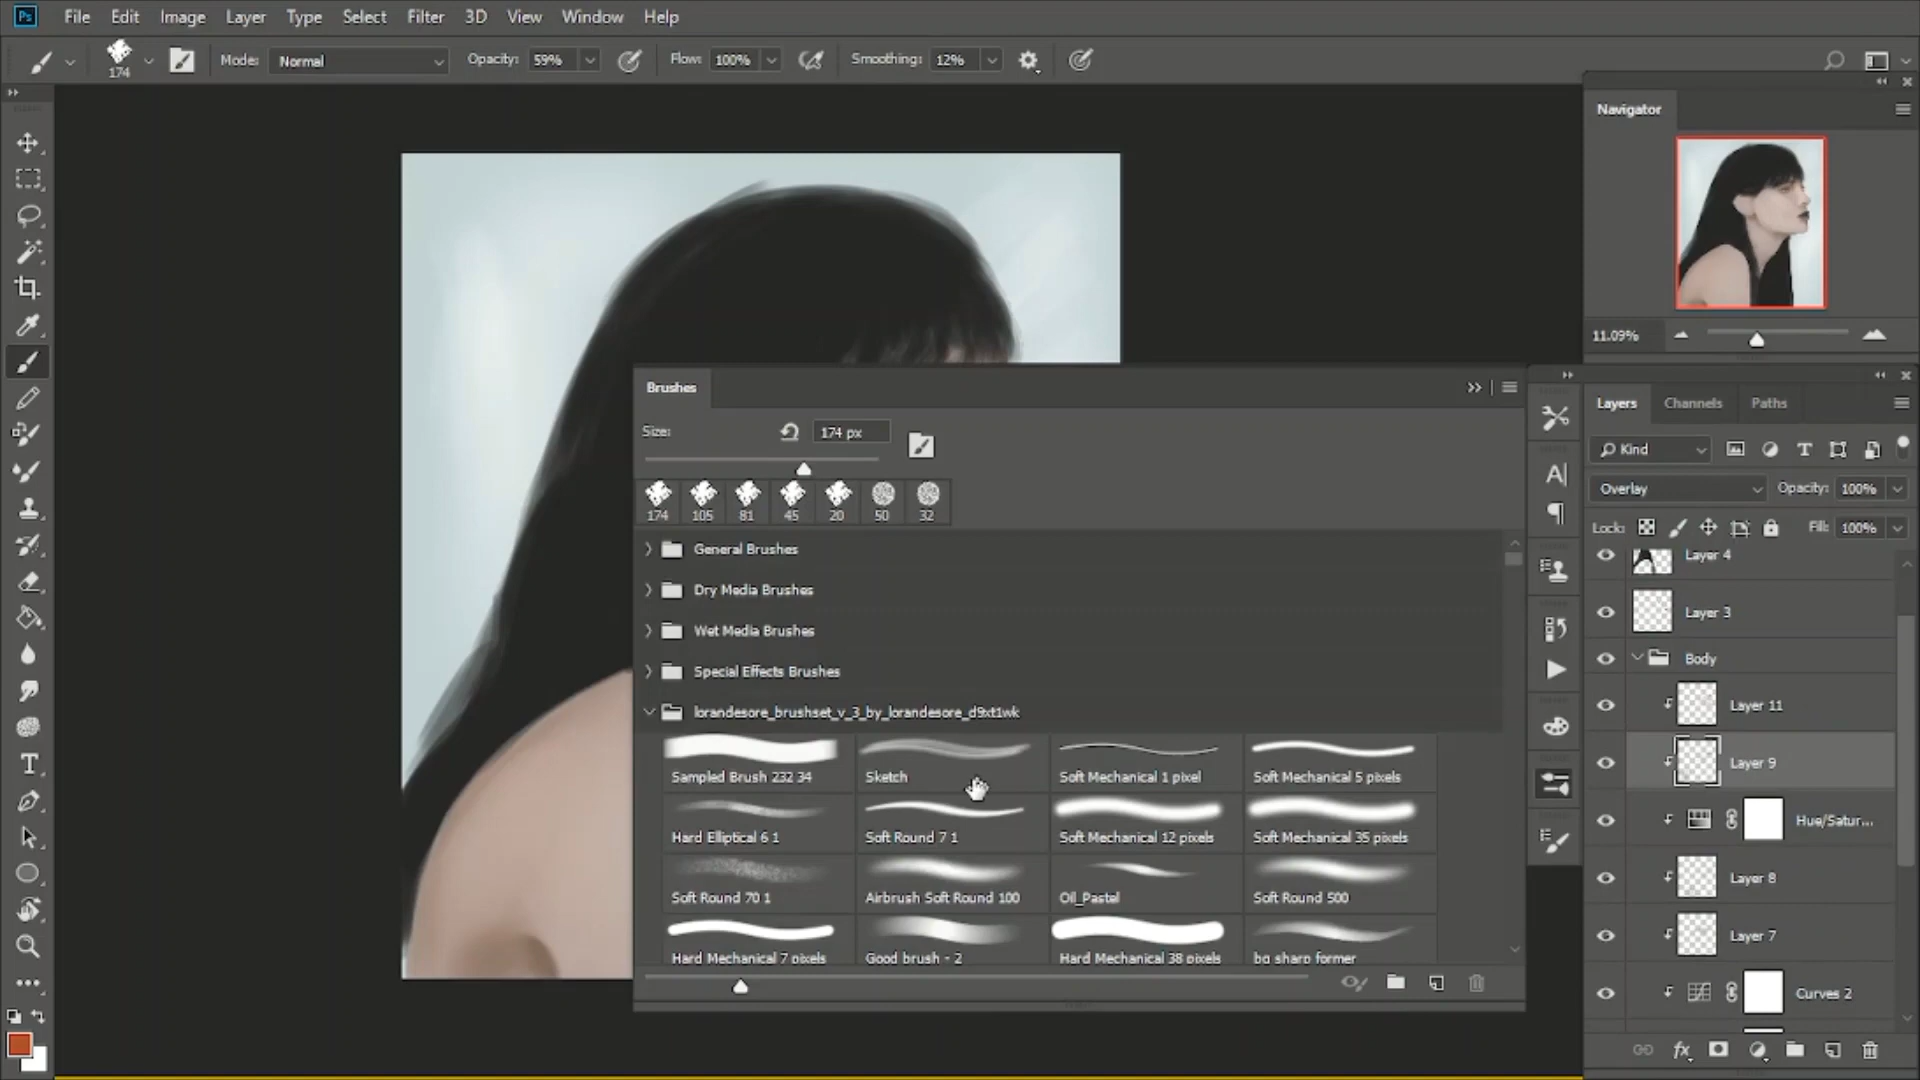 Ps File Edit Image Layer Type Select Filter 3D View Window Help
174 Mode: Normal Opacity: 59% Flow: 100% Smoothing: 12%
Navigator
11.09%
Brushes
Size: 174 px
174 105 81 45 20 50 32
General Brushes
Dry Media Brushes
Wet Media Brushes
Special Effects Brushes
lorandesore_brushset_v_3_by_lorandesore_d9xt1wk
Sampled Brush 232 34 Sketch Soft Mechanical 1 pixel Soft Mechanical 5 pixels
Hard Elliptical 6 1 Soft Round 7 1 Soft Mechanical 12 pixels Soft Mechanical 35 pixels
Soft Round 70 1 Airbrush Soft Round 100 Oil_Pastel Soft Round 500
Hard Mechanical 7 pixels Good brush - 2 Hard Mechanical 38 pixels bg sharp former
Layers Channels Paths
Kind
Overlay Opacity: 100%
Lock: Fill: 100%
Layer 4
Layer 3
Body
Layer 11
Layer 9
Hue/Satur...
Layer 8
Layer 7
Curves 2